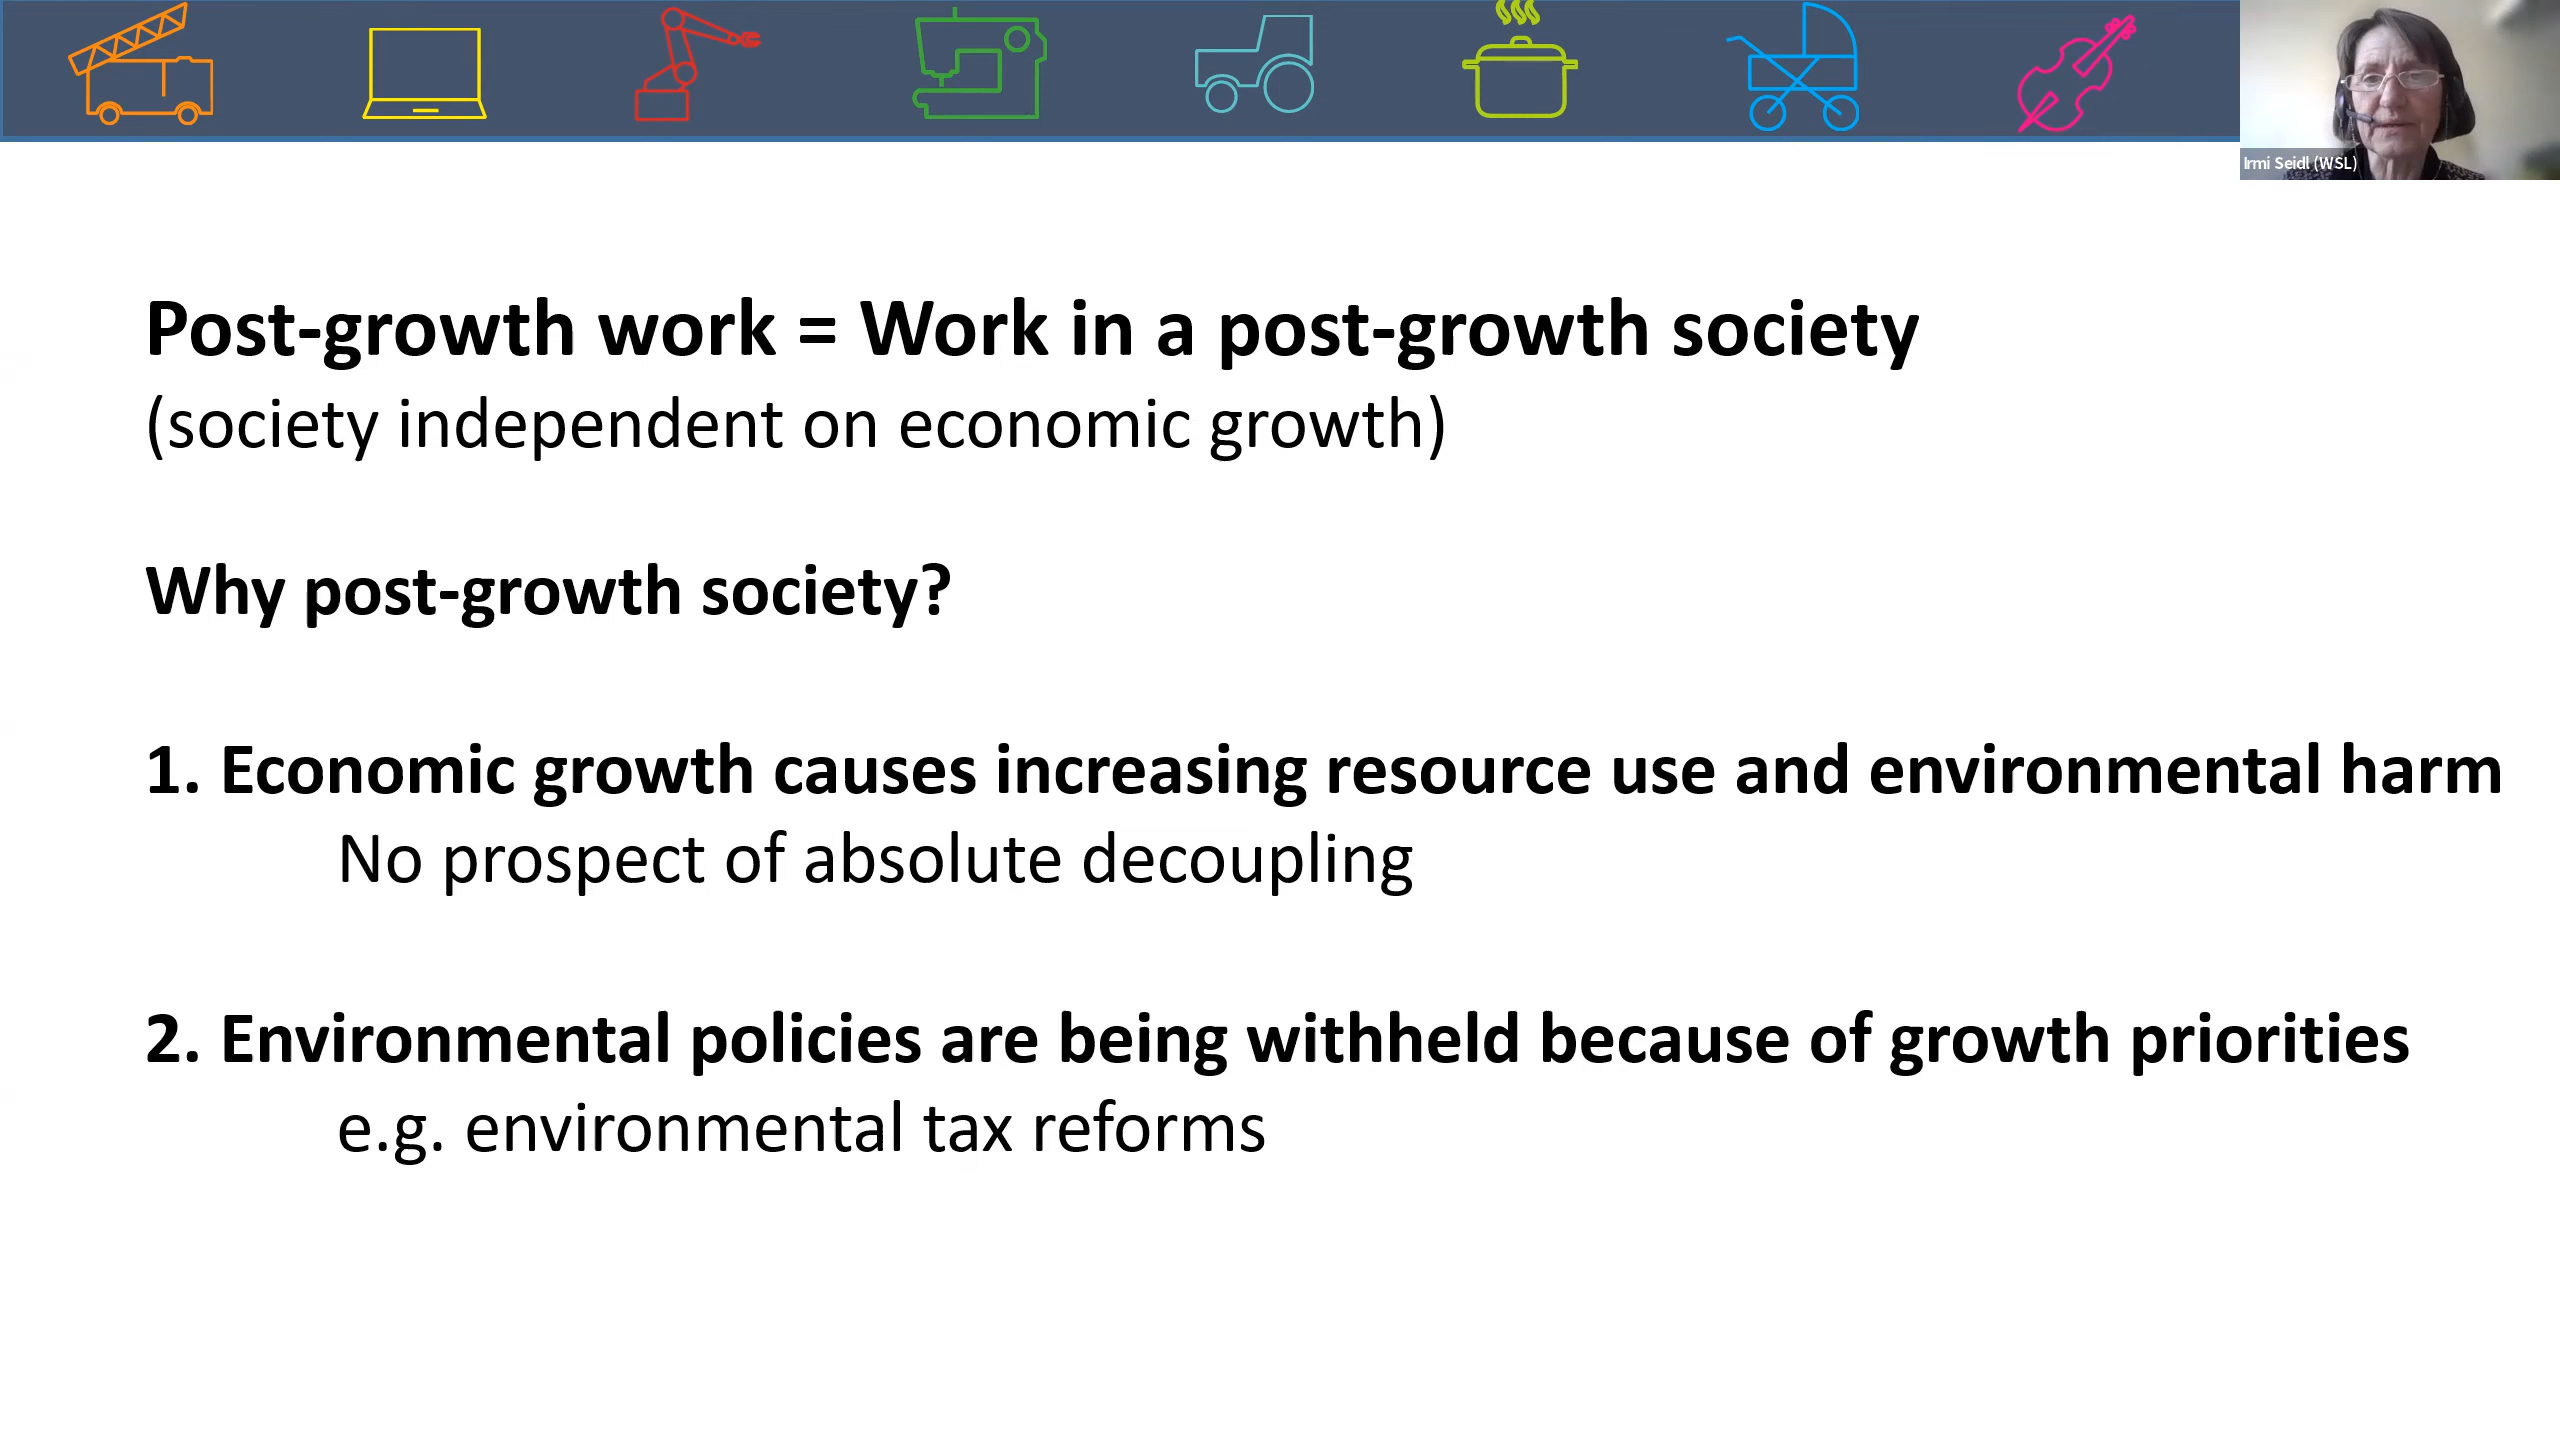 Irmi Seidl (WSL)
Post-growth work = Work in a post-growth society
(society independent on economic growth)
Why post-growth society?
1. Economic growth causes increasing resource use and environmental harm
No prospect of absolute decoupling
2. Environmental policies are being withheld because of growth priorities
e.g. environmental tax reforms